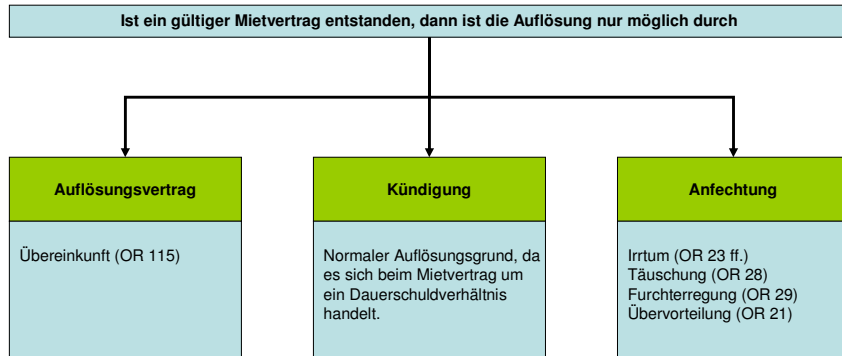 Ist ein gültiger Mietvertrag entstanden, dann ist die Auflösung nur möglich durch
Auflösungsvertrag
Übereinkunft (OR 115)
Kündigung
Normaler Auflösungsgrund, da
es sich beim Mietvertrag um
ein Dauerschuldverhältnis
handelt.
Anfechtung
Irrtum (OR 23 ff.)
Täuschung (OR 28)
Furchterregung (OR 29)
Übervorteilung (OR 21)